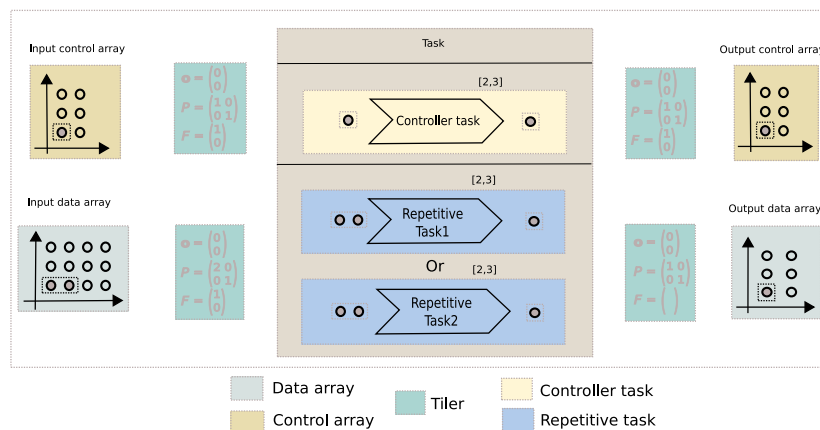 Task
Input control array
Output control array
o = (0 0)
P = (1 0 0 1)
F = (1 0)
[2,3]
Controller task
o = (0 0)
P = (1 0 0 1)
F = (1 0)
Input data array
Output data array
o = (0 0)
P = (2 0 0 1)
F = (1 0)
[2,3]
Repetitive
Task1
Or
[2,3]
Repetitive
Task2
o = (0 0)
P = (1 0 0 1)
F = ( )
Data array
Control array
Tiler
Controller task
Repetitive task